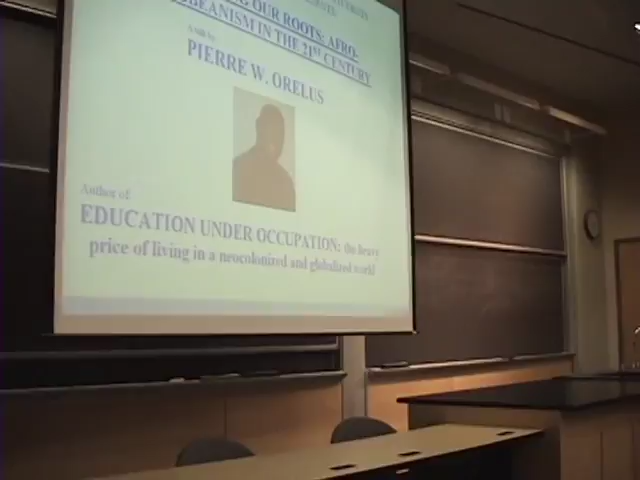 OUR ROOTS: AFRO-
BEANISM IN THE 21ST CENTURY
PIERRE W. ORELUS
Author of:
EDUCATION UNDER OCCUPATION: the heavy
price of living in a neocolonized and globalized world